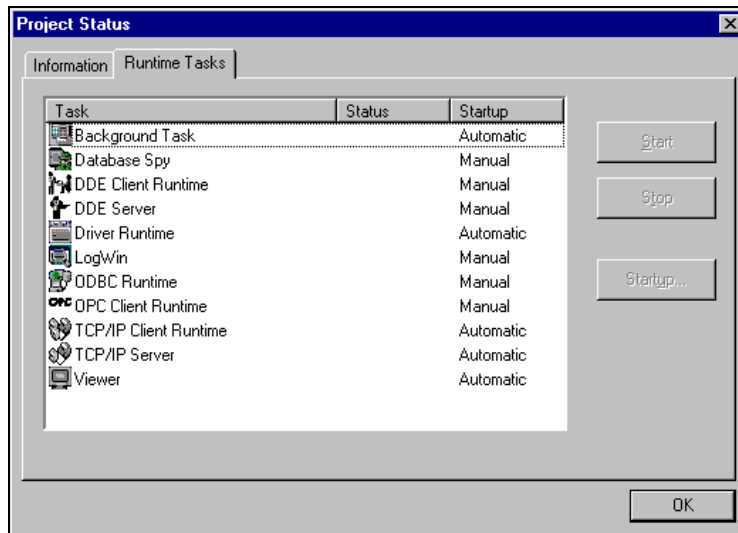 Project Status
Information Runtime Tasks
Task Status Startup
Background Task Automatic
Database Spy Manual
DDE Client Runtime Manual
DDE Server Manual
Driver Runtime Automatic
LogWin Manual
ODBC Runtime Manual
OPC OPC Client Runtime Manual
TCP/IP Client Runtime Automatic
TCP/IP Server Automatic
Viewer Automatic
Start
Stop
Startup...
OK